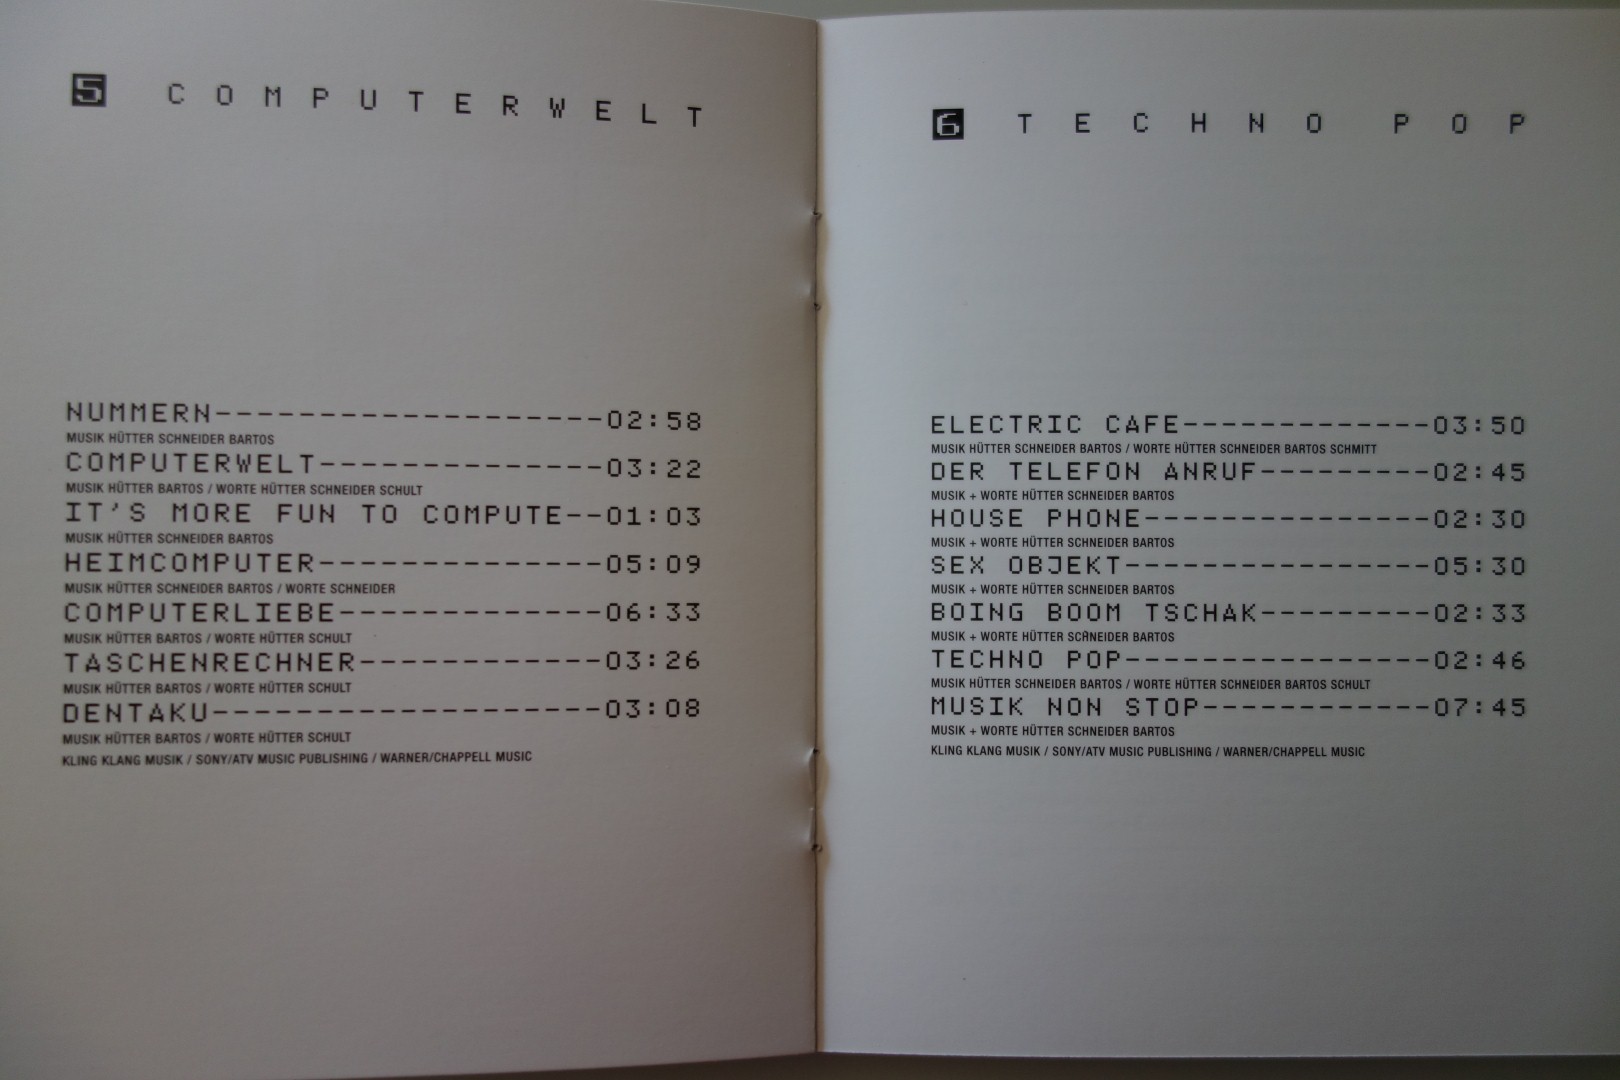 5 COMPUTERWELT
NUMMERN-------------------02:58
MUSIK HÜTTER SCHNEIDER BARTOS
COMPUTERWELT--------------03:22
MUSIK HÜTTER BARTOS / WORTE HÜTTER SCHNEIDER SCHULT
IT'S MORE FUN TO COMPUTE--01:03
MUSIK HÜTTER SCHNEIDER BARTOS
HEIMCOMPUTER--------------05:09
MUSIK HÜTTER SCHNEIDER BARTOS / WORTE SCHNEIDER
COMPUTERLIEBE-------------06:33
MUSIK HÜTTER BARTOS / WORTE HÜTTER SCHULT
TASCHENRECHNER------------03:26
MUSIK HÜTTER BARTOS / WORTE HÜTTER SCHULT
DENTAKU-------------------03:08
MUSIK HÜTTER BARTOS / WORTE HÜTTER SCHULT
KLING KLANG MUSIK / SONY/ATV MUSIC PUBLISHING / WARNER/CHAPPELL MUSIC
6 TECHNO POP
ELECTRIC CAFE-------------03:50
MUSIK HÜTTER SCHNEIDER BARTOS / WORTE HÜTTER SCHNEIDER BARTOS SCHMITT
DER TELEFON ANRUF---------02:45
MUSIK + WORTE HÜTTER SCHNEIDER BARTOS
HOUSE PHONE---------------02:30
MUSIK + WORTE HÜTTER SCHNEIDER BARTOS
SEX OBJEKT----------------05:30
MUSIK + WORTE HÜTTER SCHNEIDER BARTOS
BOING BOOM TSCHAK---------02:33
MUSIK + WORTE HÜTTER SCHNEIDER BARTOS
TECHNO POP----------------02:46
MUSIK HÜTTER SCHNEIDER BARTOS / WORTE HÜTTER SCHNEIDER BARTOS SCHULT
MUSIK NON STOP------------07:45
MUSIK + WORTE HÜTTER SCHNEIDER BARTOS
KLING KLANG MUSIK / SONY/ATV MUSIC PUBLISHING / WARNER/CHAPPELL MUSIC